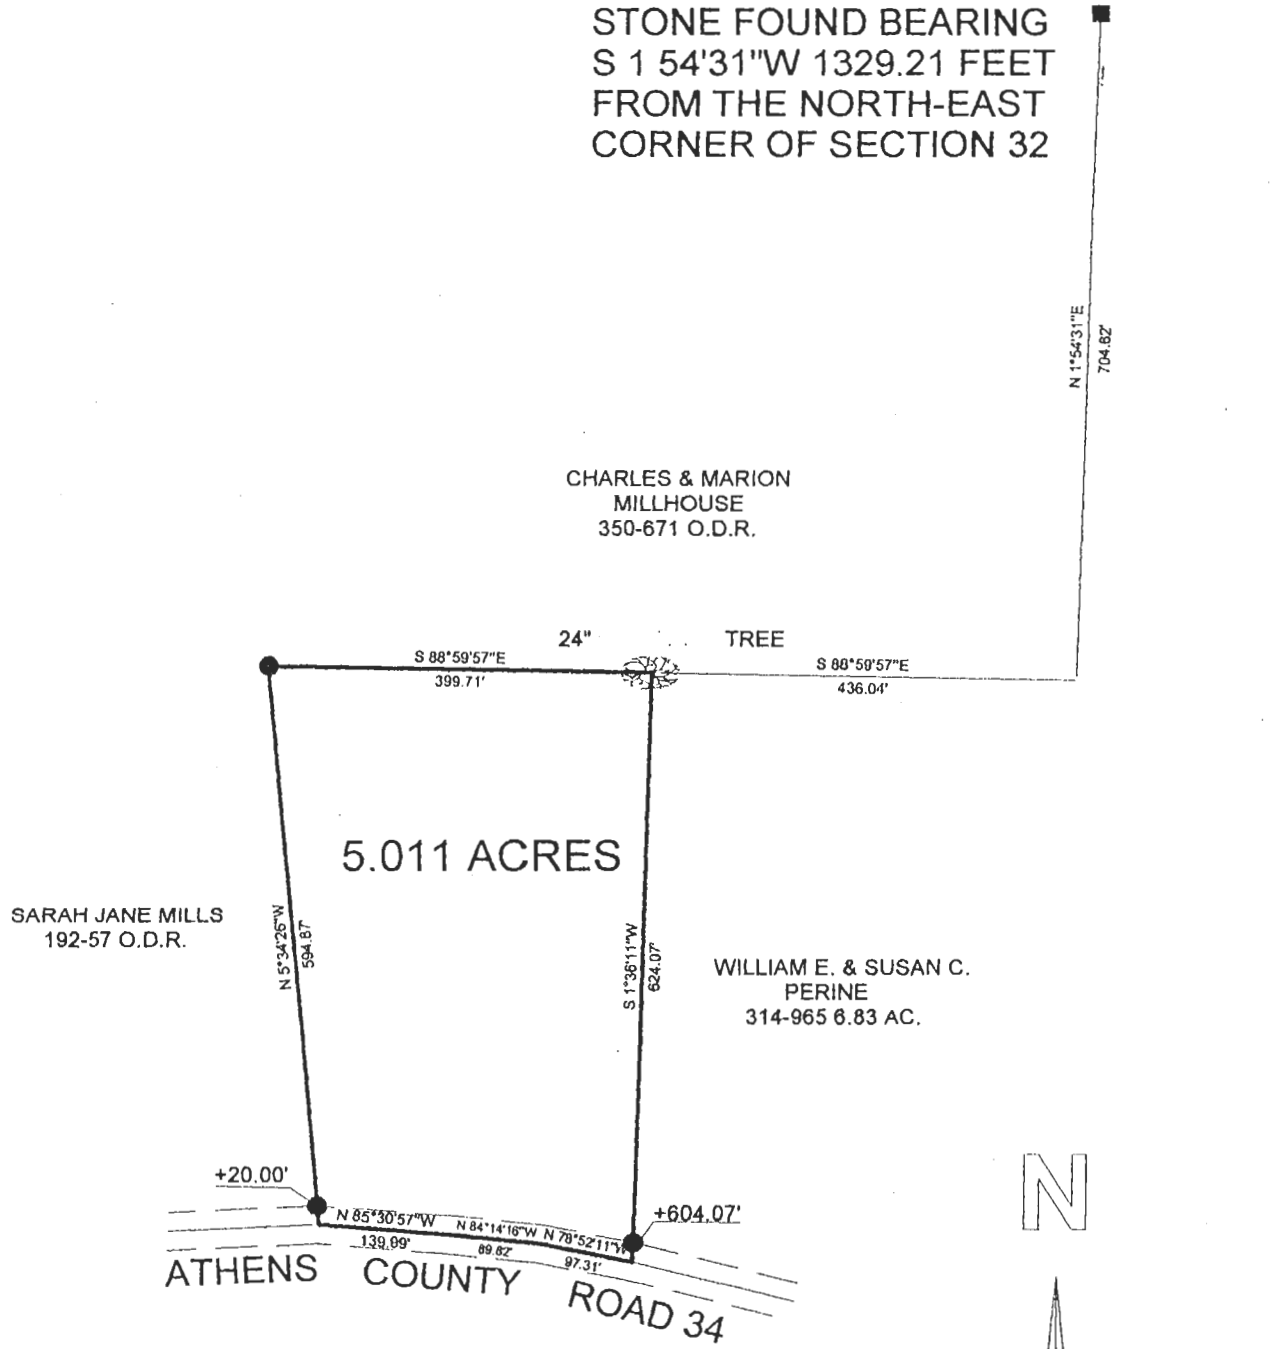 STONE FOUND BEARING
S 1 54'31"W 1329.21 FEET
FROM THE NORTH-EAST
CORNER OF SECTION 32
N 1°54'31"E
704.62'
CHARLES & MARION
MILLHOUSE
350-671 O.D.R.
24" TREE
S 88°59'57"E
399.71'
S 88°59'57"E
436.04'
5.011 ACRES
SARAH JANE MILLS
192-57 O.D.R.
N 5°34'26"W
594.87'
S 1°36'11"W
624.07'
WILLIAM E. & SUSAN C.
PERINE
314-965 6.83 AC.
+20.00'
+604.07'
N 85°30'57"W
139.99'
N 84°14'16"W
89.82'
N 78°52'11"W
97.31'
ATHENS COUNTY ROAD 34
N